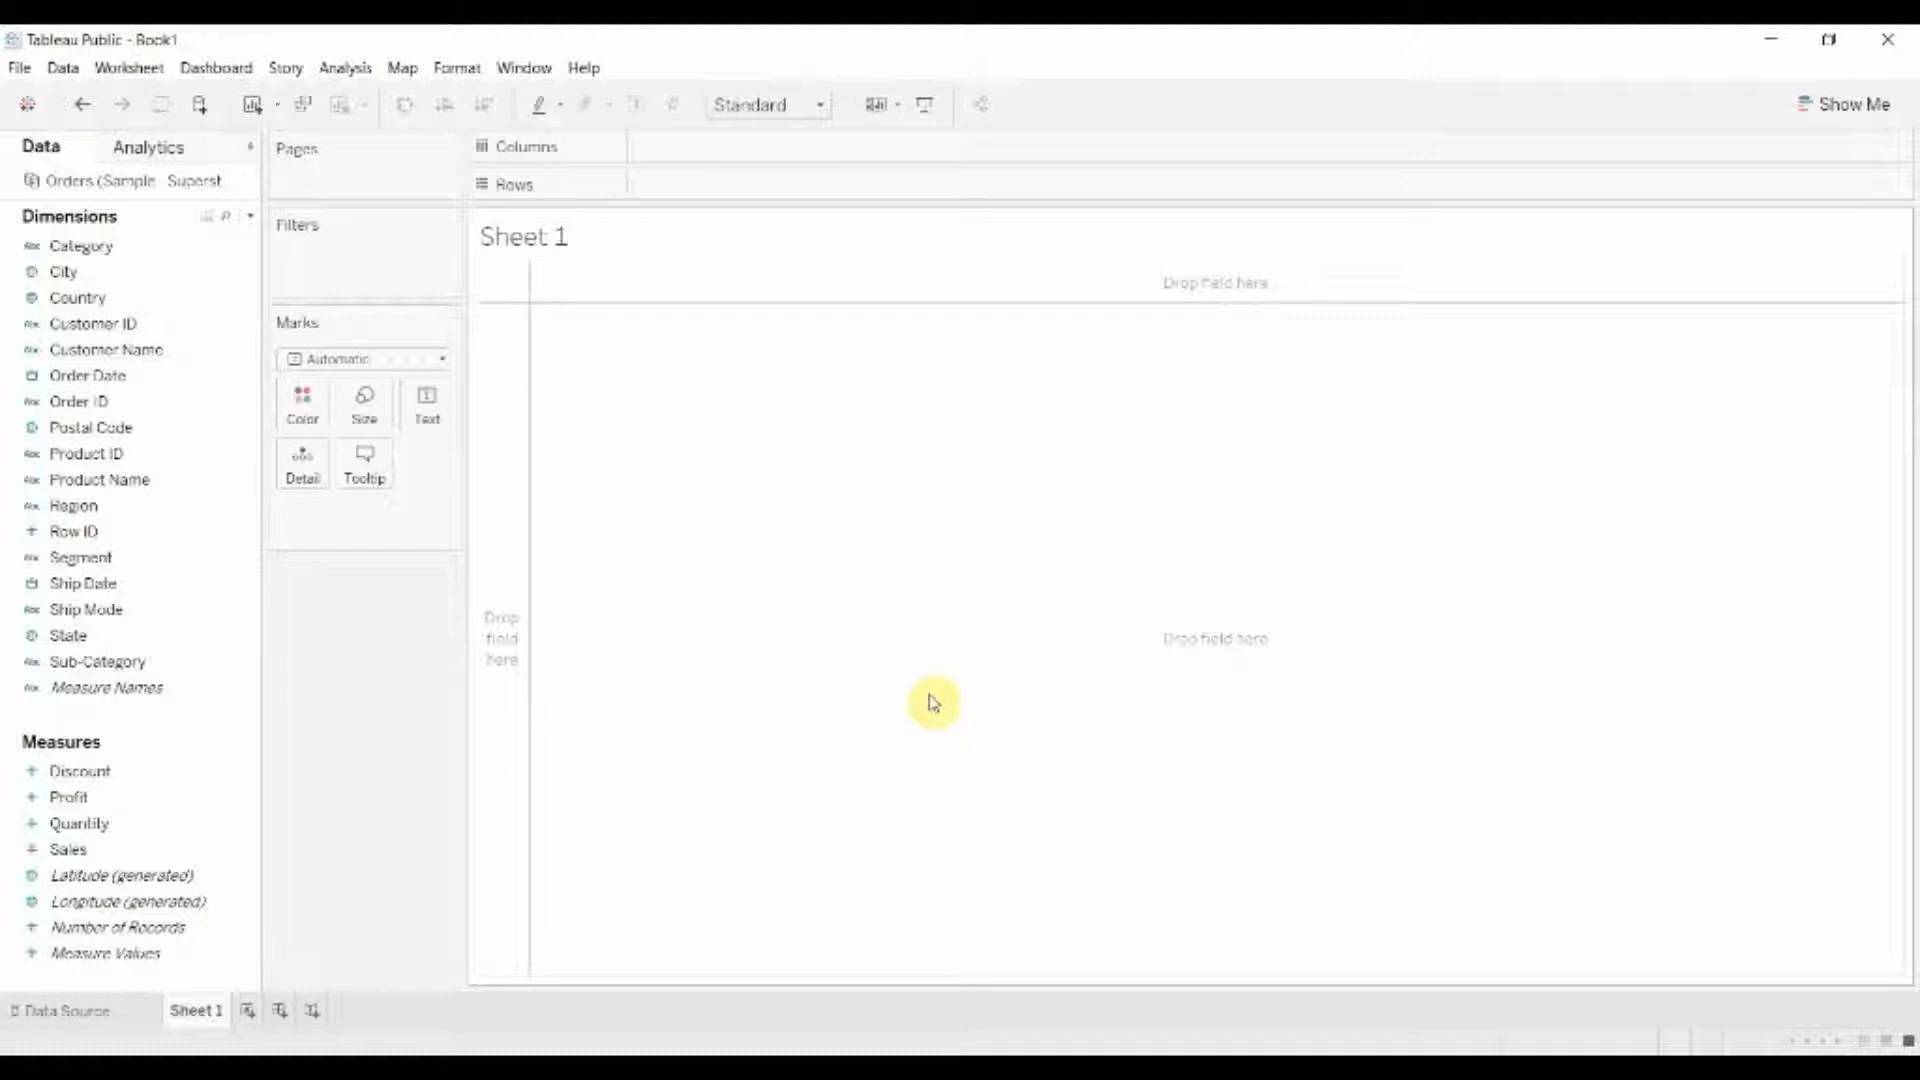 Tableau Public - Book1
File Data Worksheet Dashboard Story Analysis Map Format Window Help
Standard
Show Me
Data Analytics
Orders (Sample - Superst
Dimensions
Category
City
Country
Customer ID
Customer Name
Order Date
Order ID
Postal Code
Product ID
Product Name
Region
Row ID
Segment
Ship Date
Ship Mode
State
Sub-Category
Measure Names
Measures
Discount
Profit
Quantity
Sales
Latitude (generated)
Longitude (generated)
Number of Records
Measure Values
Pages
Filters
Marks
Automatic
Color Size Text
Detail Tooltip
Columns
Rows
Sheet 1
Drop field here
Drop
field
here
Drop field here
Data Source Sheet 1